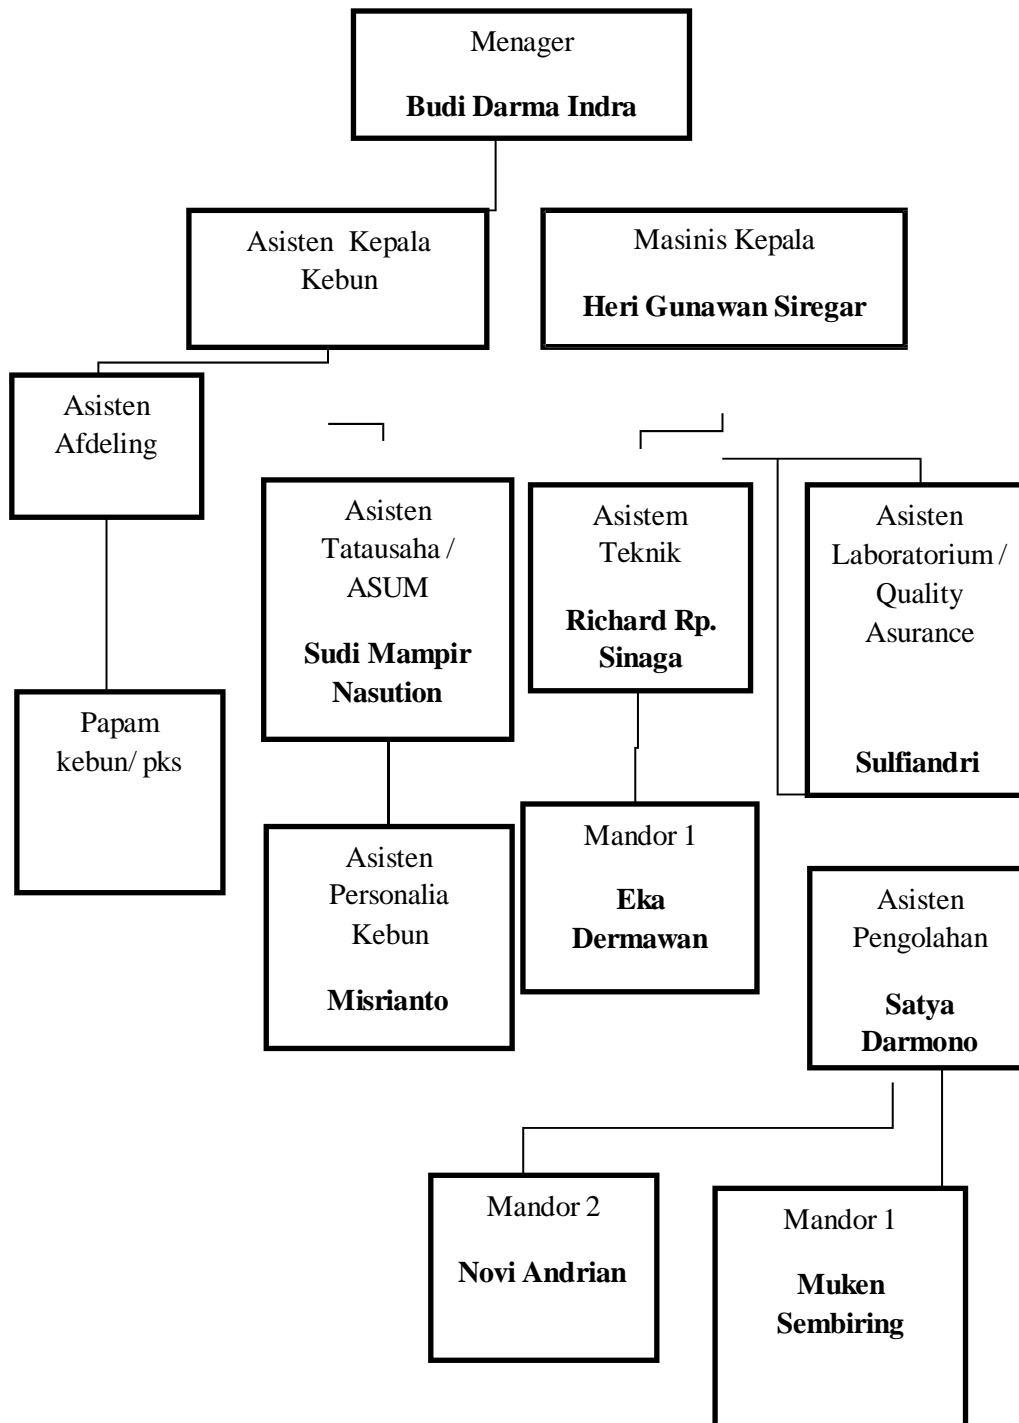 Menager
Budi Darma Indra
Asisten Kepala
Kebun
Masinis Kepala
Heri Gunawan Siregar
Asisten
Afdeling
Asisten
Tatausaha /
ASUM
Sudi Mampir
Nasution
Asistem
Teknik
Richard Rp.
Sinaga
Asisten
Laboratorium /
Quality
Asurance
Sulfiandri
Papam
kebun/ pks
Asisten
Personalia
Kebun
Misrianto
Mandor 1
Eka
Dermawan
Asisten
Pengolahan
Satya
Darmono
Mandor 2
Novi Andrian
Mandor 1
Muken
Sembiring